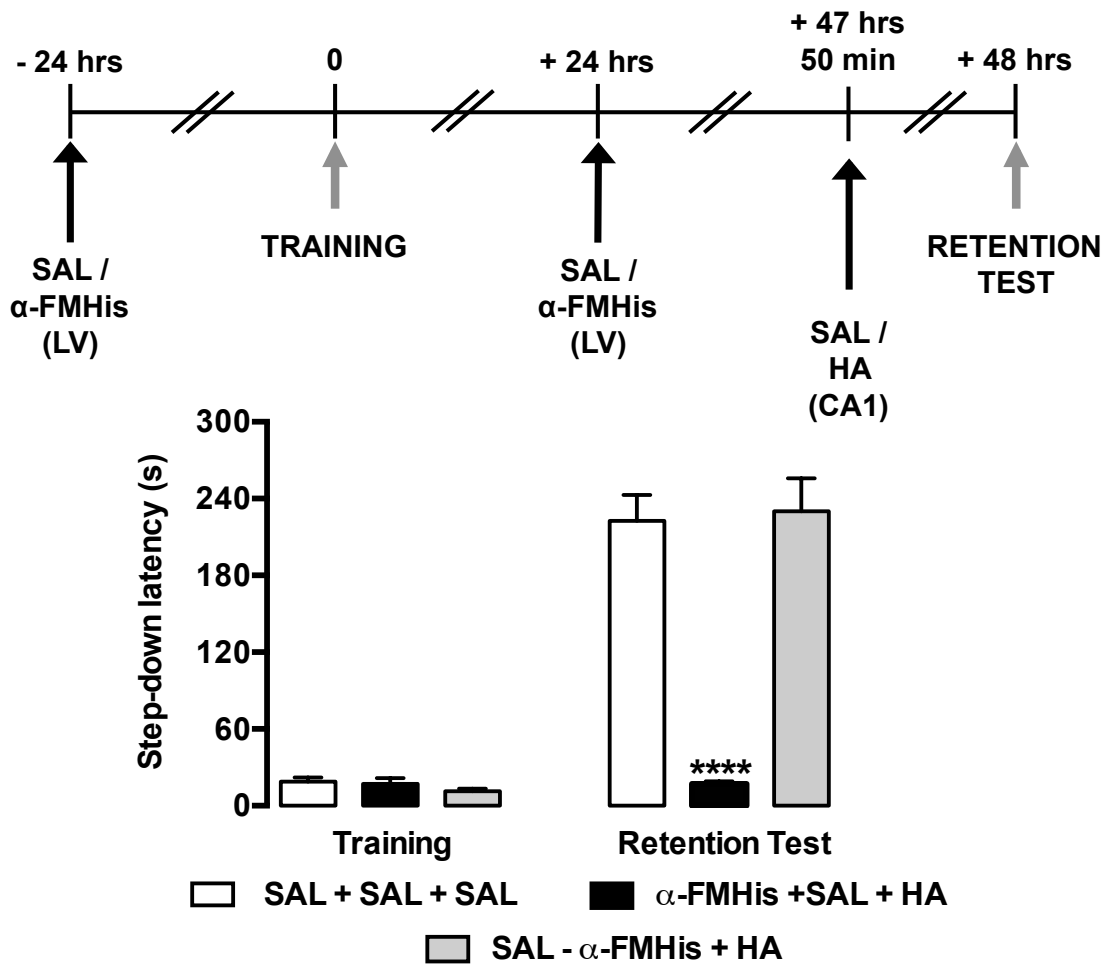 - 24 hrs
0
+ 24 hrs
+ 47 hrs
50 min
+ 48 hrs
SAL /
α-FMHis
(LV)
TRAINING
SAL /
α-FMHis
(LV)
SAL /
HA
(CA1)
RETENTION
TEST
Step-down latency (s)
300
240
180
120
60
0
****
Training
Retention Test
SAL + SAL + SAL
α-FMHis +SAL + HA
SAL - α-FMHis + HA